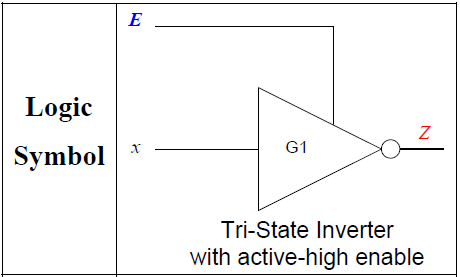 E
Logic
Symbol
x
G1
Z
Tri-State Inverter
with active-high enable